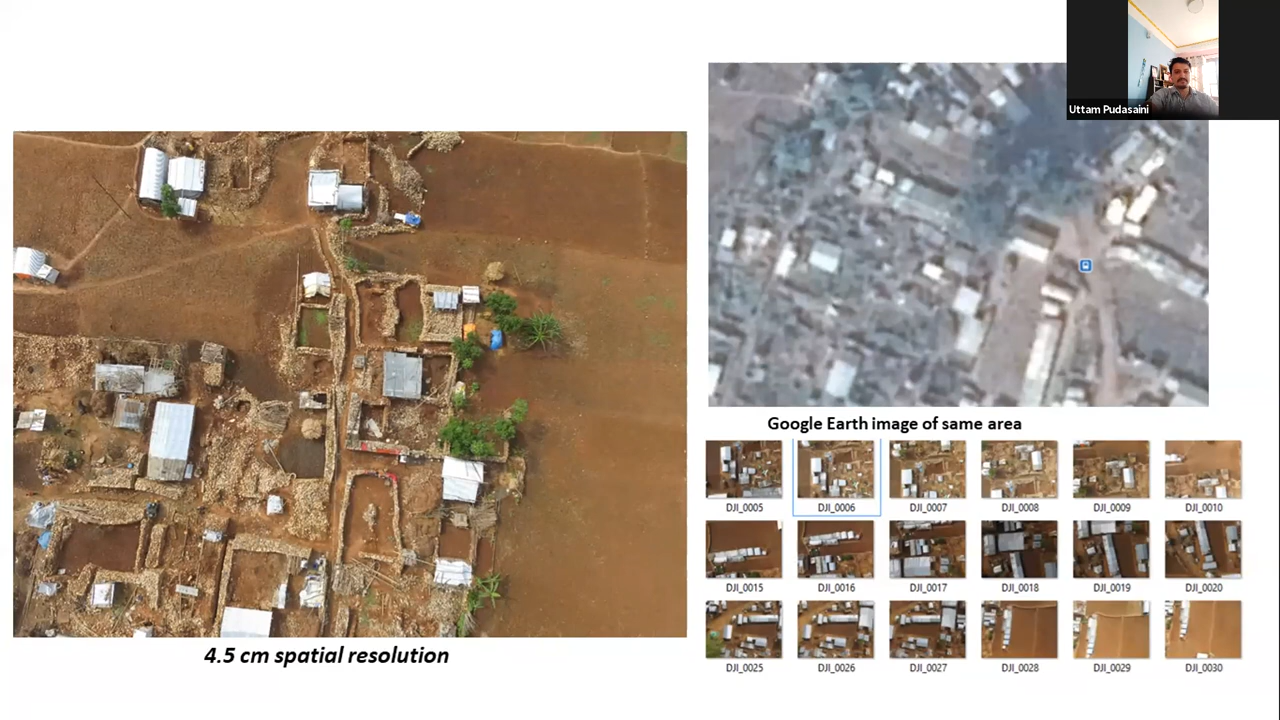 Uttam Pudasaini
Google Earth image of same area
DJI_0005
DJI_0006
DJI_0007
DJI_0008
DJI_0009
DJI_0010
DJI_0015
DJI_0016
DJI_0017
DJI_0018
DJI_0019
DJI_0020
4.5 cm spatial resolution
DJI_0025
DJI_0026
DJI_0027
DJI_0028
DJI_0029
DJI_0030